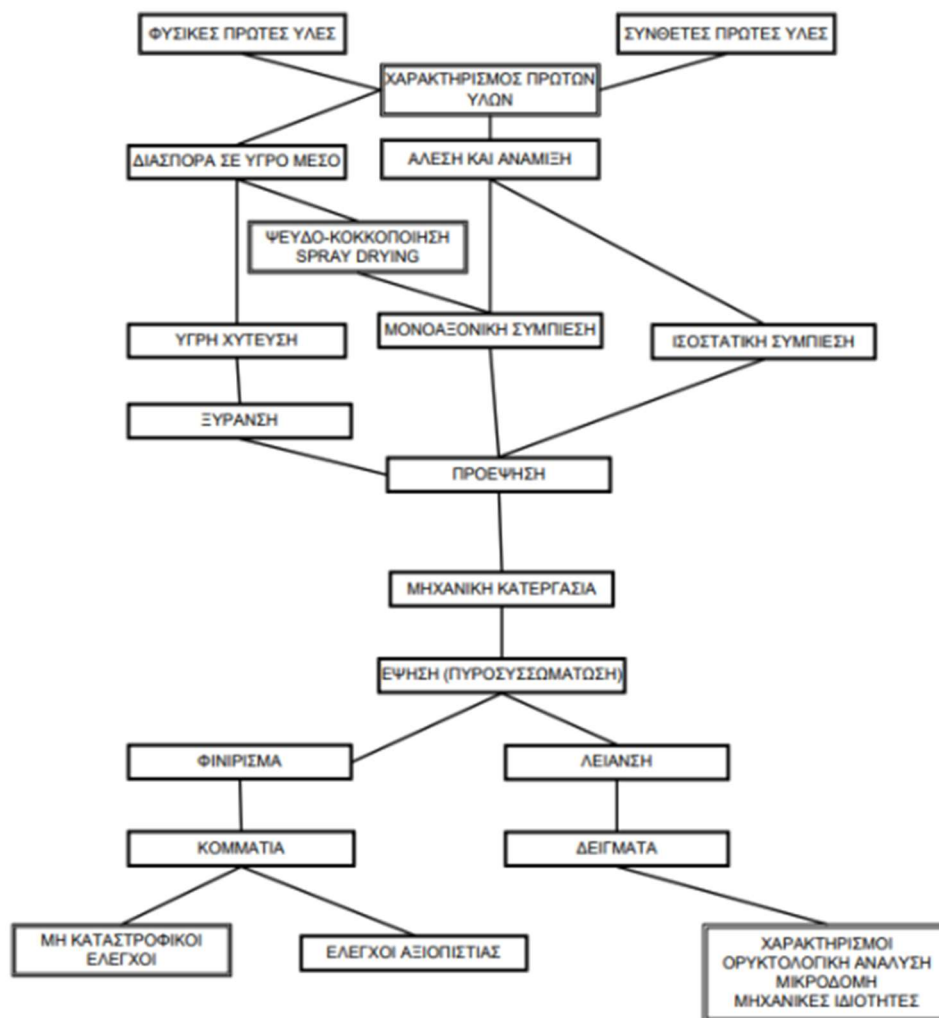 ΦΥΣΙΚΕΣ ΠΡΩΤΕΣ ΥΛΕΣ
ΣΥΝΘΕΤΕΣ ΠΡΩΤΕΣ ΥΛΕΣ
ΧΑΡΑΚΤΗΡΙΣΜΟΣ ΠΡΩΤΩΝ
ΥΛΩΝ
ΔΙΑΣΠΟΡΑ ΣΕ ΥΓΡΟ ΜΕΣΟ
ΑΛΕΣΗ ΚΑΙ ΑΝΑΜΙΞΗ
ΨΕΥΔΟ-ΚΟΚΚΟΠΟΙΗΣΗ
SPRAY DRYING
ΥΓΡΗ ΧΥΤΕΥΣΗ
ΜΟΝΟΑΞΟΝΙΚΗ ΣΥΜΠΙΕΣΗ
ΙΣΟΣΤΑΤΙΚΗ ΣΥΜΠΙΕΣΗ
ΞΥΡΑΝΣΗ
ΠΡΟΕΨΗΣΗ
ΜΗΧΑΝΙΚΗ ΚΑΤΕΡΓΑΣΙΑ
ΕΨΗΣΗ (ΠΥΡΟΣΥΣΣΩΜΑΤΩΣΗ)
ΦΙΝΙΡΙΣΜΑ
ΛΕΙΑΝΣΗ
ΚΟΜΜΑΤΙΑ
ΔΕΙΓΜΑΤΑ
ΜΗ ΚΑΤΑΣΤΡΟΦΙΚΟΙ
ΕΛΕΓΧΟΙ
ΕΛΕΓΧΟΙ ΑΞΙΟΠΙΣΤΙΑΣ
ΧΑΡΑΚΤΗΡΙΣΜΟΙ
ΟΡΥΚΤΟΛΟΓΙΚΗ ΑΝΑΛΥΣΗ
ΜΙΚΡΟΔΟΜΗ
ΜΗΧΑΝΙΚΕΣ ΙΔΙΟΤΗΤΕΣ